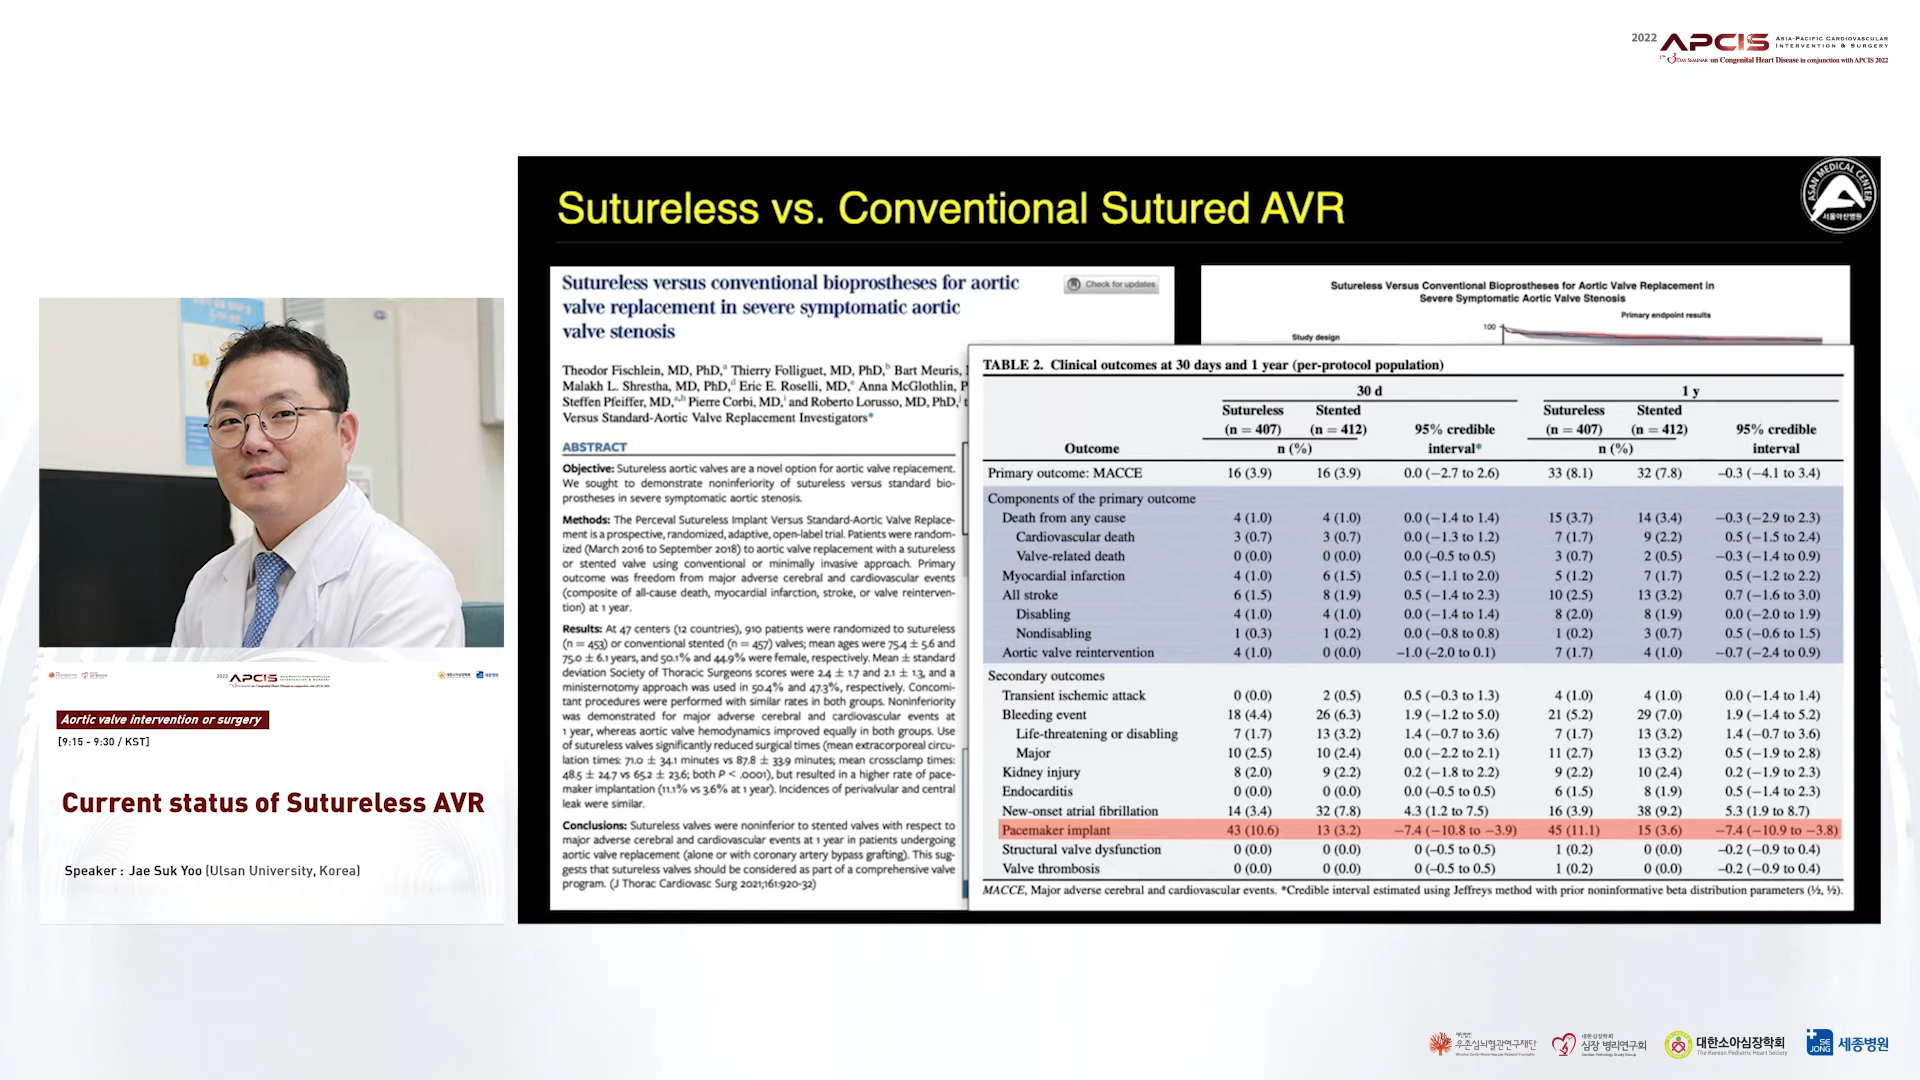 2022 APCIS ASIA-PACIFIC CARDIOVASCULAR INTERVENTION & SURGERY
3 DAY SEMINAR on Congenital Heart Disease in conjunction with APCIS 2022
Sutureless vs. Conventional Sutured AVR
ASAN MEDICAL CENTER
서울아산병원
Sutureless versus conventional bioprostheses for aortic
valve replacement in severe symptomatic aortic
valve stenosis
Check for updates
Theodor Fischlein, MD, PhD,a Thierry Folliguet, MD, PhD,b Bart Meuris,
Malakh L. Shrestha, MD, PhD,d Eric E. Roselli, MD,e Anna McGlothlin, P
Steffen Pfeiffer, MD,a,h Pierre Corbi, MD,i and Roberto Lorusso, MD, PhD,j t
Versus Standard-Aortic Valve Replacement Investigators*
ABSTRACT
Objective: Sutureless aortic valves are a novel option for aortic valve replacement.
We sought to demonstrate noninferiority of sutureless versus standard bio-
prostheses in severe symptomatic aortic stenosis.
Methods: The Perceval Sutureless Implant Versus Standard-Aortic Valve Replace-
ment is a prospective, randomized, adaptive, open-label trial. Patients were random-
ized (March 2016 to September 2018) to aortic valve replacement with a sutureless
or stented valve using conventional or minimally invasive approach. Primary
outcome was freedom from major adverse cerebral and cardiovascular events
(composite of all-cause death, myocardial infarction, stroke, or valve reinterven-
tion) at 1 year.
Results: At 47 centers (12 countries), 910 patients were randomized to sutureless
(n = 453) or conventional stented (n = 457) valves; mean ages were 75.4 ± 5.6 and
75.0 ± 6.1 years, and 50.1% and 44.9% were female, respectively. Mean ± standard
deviation Society of Thoracic Surgeons scores were 2.4 ± 1.7 and 2.1 ± 1.3, and a
ministernotomy approach was used in 50.4% and 47.3%, respectively. Concomi-
tant procedures were performed with similar rates in both groups. Noninferiority
was demonstrated for major adverse cerebral and cardiovascular events at
1 year, whereas aortic valve hemodynamics improved equally in both groups. Use
of sutureless valves significantly reduced surgical times (mean extracorporeal circu-
lation times: 71.0 ± 34.1 minutes vs 87.8 ± 33.9 minutes; mean crossclamp times:
48.5 ± 24.7 vs 65.2 ± 23.6; both P < .0001), but resulted in a higher rate of pace-
maker implantation (11.1% vs 3.6% at 1 year). Incidences of perivalvular and central
leak were similar.
Conclusions: Sutureless valves were noninferior to stented valves with respect to
major adverse cerebral and cardiovascular events at 1 year in patients undergoing
aortic valve replacement (alone or with coronary artery bypass grafting). This sug-
gests that sutureless valves should be considered as part of a comprehensive valve
program. (J Thorac Cardiovasc Surg 2021;161:920-32)
Sutureless Versus Conventional Bioprostheses for Aortic Valve Replacement in
Severe Symptomatic Aortic Valve Stenosis
Primary endpoint results
Study design
100
TABLE 2. Clinical outcomes at 30 days and 1 year (per-protocol population)
30 d 1 y
Sutureless Stented Sutureless Stented
(n = 407) (n = 412) 95% credible (n = 407) (n = 412) 95% credible
Outcome n (%) interval* n (%) interval
Primary outcome: MACCE 16 (3.9) 16 (3.9) 0.0 (−2.7 to 2.6) 33 (8.1) 32 (7.8) −0.3 (−4.1 to 3.4)
Components of the primary outcome
Death from any cause 4 (1.0) 4 (1.0) 0.0 (−1.4 to 1.4) 15 (3.7) 14 (3.4) −0.3 (−2.9 to 2.3)
Cardiovascular death 3 (0.7) 3 (0.7) 0.0 (−1.3 to 1.2) 7 (1.7) 9 (2.2) 0.5 (−1.5 to 2.4)
Valve-related death 0 (0.0) 0 (0.0) 0.0 (−0.5 to 0.5) 3 (0.7) 2 (0.5) −0.3 (−1.4 to 0.9)
Myocardial infarction 4 (1.0) 6 (1.5) 0.5 (−1.1 to 2.0) 5 (1.2) 7 (1.7) 0.5 (−1.2 to 2.2)
All stroke 6 (1.5) 8 (1.9) 0.5 (−1.4 to 2.3) 10 (2.5) 13 (3.2) 0.7 (−1.6 to 3.0)
Disabling 4 (1.0) 4 (1.0) 0.0 (−1.4 to 1.4) 8 (2.0) 8 (1.9) 0.0 (−2.0 to 1.9)
Nondisabling 1 (0.3) 1 (0.2) 0.0 (−0.8 to 0.8) 1 (0.2) 3 (0.7) 0.5 (−0.6 to 1.5)
Aortic valve reintervention 4 (1.0) 0 (0.0) −1.0 (−2.0 to 0.1) 7 (1.7) 4 (1.0) −0.7 (−2.4 to 0.9)
Secondary outcomes
Transient ischemic attack 0 (0.0) 2 (0.5) 0.5 (−0.3 to 1.3) 4 (1.0) 4 (1.0) 0.0 (−1.4 to 1.4)
Bleeding event 18 (4.4) 26 (6.3) 1.9 (−1.2 to 5.0) 21 (5.2) 29 (7.0) 1.9 (−1.4 to 5.2)
Life-threatening or disabling 7 (1.7) 13 (3.2) 1.4 (−0.7 to 3.6) 7 (1.7) 13 (3.2) 1.4 (−0.7 to 3.6)
Major 10 (2.5) 10 (2.4) 0.0 (−2.2 to 2.1) 11 (2.7) 13 (3.2) 0.5 (−1.9 to 2.8)
Kidney injury 8 (2.0) 9 (2.2) 0.2 (−1.8 to 2.2) 9 (2.2) 10 (2.4) 0.2 (−1.9 to 2.3)
Endocarditis 0 (0.0) 0 (0.0) 0.0 (−0.5 to 0.5) 6 (1.5) 8 (1.9) 0.5 (−1.4 to 2.3)
New-onset atrial fibrillation 14 (3.4) 32 (7.8) 4.3 (1.2 to 7.5) 16 (3.9) 38 (9.2) 5.3 (1.9 to 8.7)
Pacemaker implant 43 (10.6) 13 (3.2) −7.4 (−10.8 to −3.9) 45 (11.1) 15 (3.6) −7.4 (−10.9 to −3.8)
Structural valve dysfunction 0 (0.0) 0 (0.0) 0 (−0.5 to 0.5) 1 (0.2) 0 (0.0) −0.2 (−0.9 to 0.4)
Valve thrombosis 0 (0.0) 0 (0.0) 0 (−0.5 to 0.5) 1 (0.2) 0 (0.0) −0.2 (−0.9 to 0.4)
MACCE, Major adverse cerebral and cardiovascular events. *Credible interval estimated using Jeffreys method with prior noninformative beta distribution parameters (½, ½).
2022 APCIS
Aortic valve intervention or surgery
[9:15 - 9:30 / KST]
Current status of Sutureless AVR
Speaker : Jae Suk Yoo (Ulsan University, Korea)
우촌심뇌혈관연구재단
대한심장학회
심장 병리연구회
Cardiac Pathology Study Group
대한소아심장학회
The Korean Pediatric Heart Society
SE JONG 세종병원